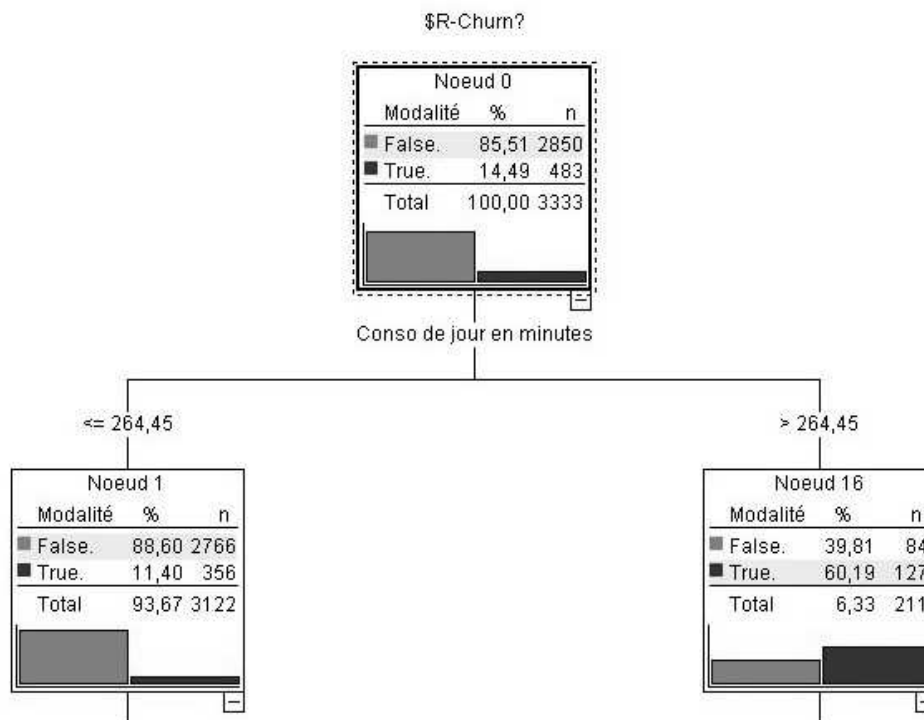 $R-Churn?
Noeud 0
Modalité % n
False. 85,51 2850
True. 14,49 483
Total 100,00 3333
Conso de jour en minutes
<= 264,45
> 264,45
Noeud 1
Modalité % n
False. 88,60 2766
True. 11,40 356
Total 93,67 3122
Noeud 16
Modalité % n
False. 39,81 84
True. 60,19 127
Total 6,33 211